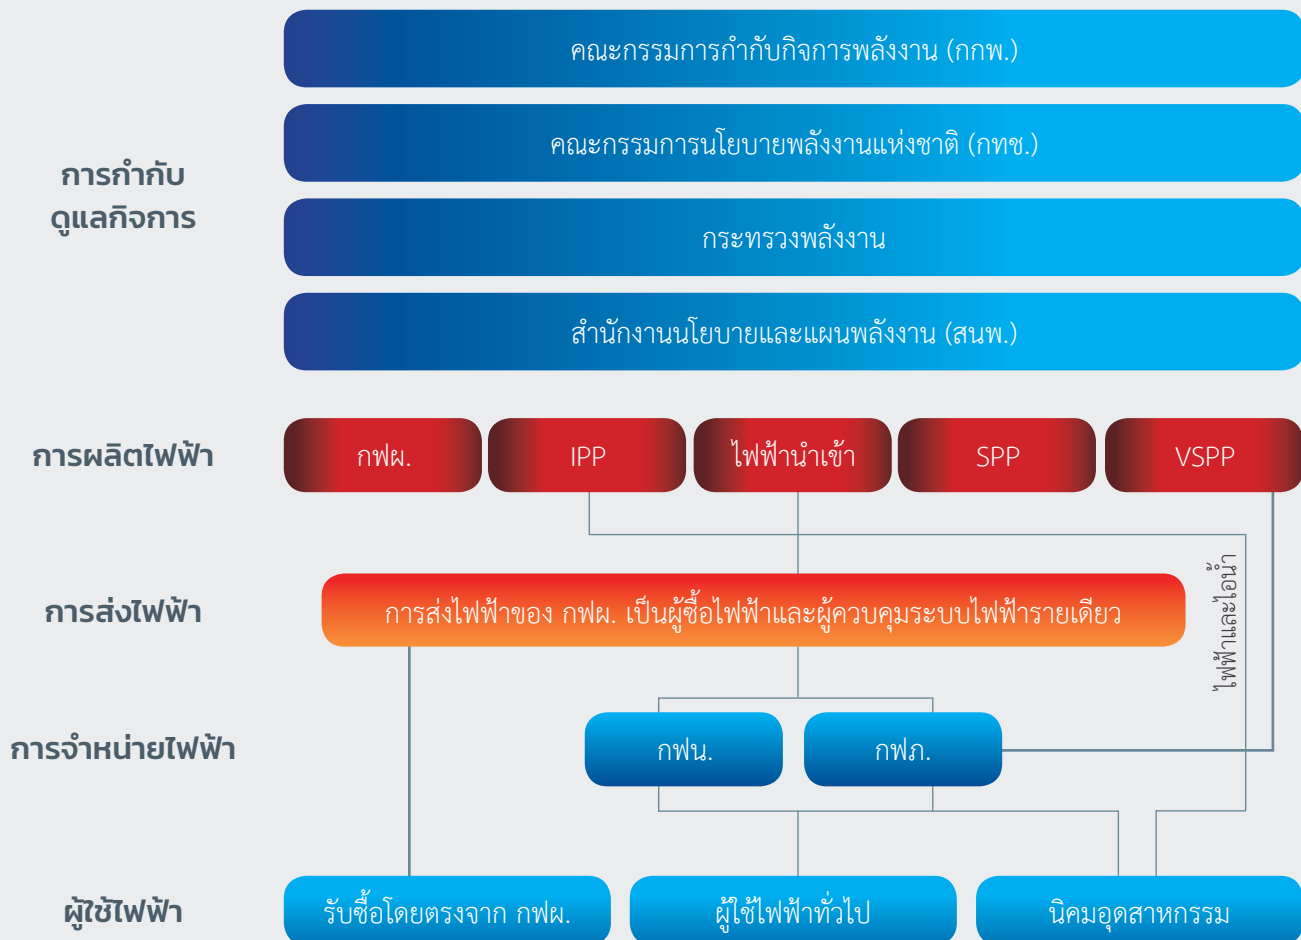 คณะกรรมการกำกับกิจการพลังงาน (กกพ.)
คณะกรรมการนโยบายพลังงานแห่งชาติ (กทช.)
การกำกับ
ดูแลกิจการ
กระทรวงพลังงาน
สำนักงานนโยบายและแผนพลังงาน (สนพ.)
การผลิตไฟฟ้า
กฟผ.
IPP
ไฟฟ้านำเข้า
SPP
VSPP
การส่งไฟฟ้า
การส่งไฟฟ้าของ กฟผ. เป็นผู้ซื้อไฟฟ้าและผู้ควบคุมระบบไฟฟ้ารายเดียว
ไฟฟ้าและไอน้ำ
การจำหน่ายไฟฟ้า
กฟน.
กฟภ.
ผู้ใช้ไฟฟ้า
รับซื้อโดยตรงจาก กฟผ.
ผู้ใช้ไฟฟ้าทั่วไป
นิคมอุตสาหกรรม